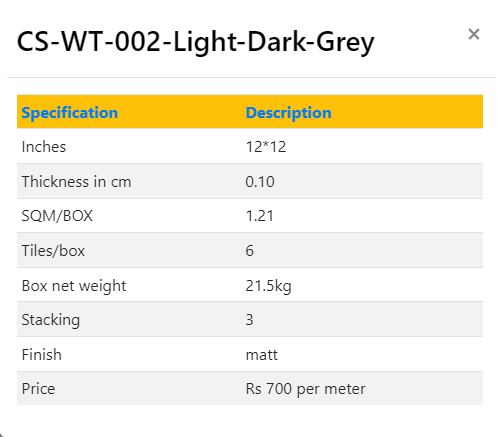 CS-WT-002-Light-Dark-Grey ×
Specification Description
Inches 12*12
Thickness in cm 0.10
SQM/BOX 1.21
Tiles/box 6
Box net weight 21.5kg
Stacking 3
Finish matt
Price Rs 700 per meter